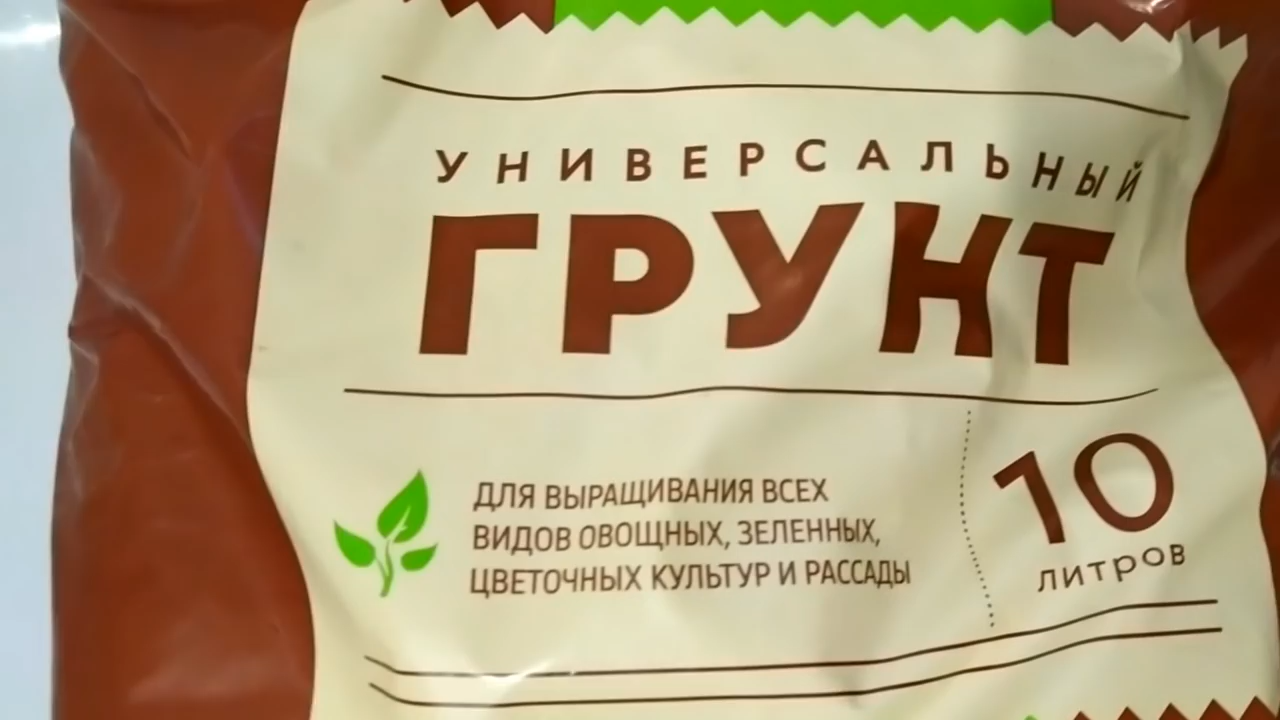 УНИВЕРСАЛЬНЫЙ
ГРУНТ
ДЛЯ ВЫРАЩИВАНИЯ ВСЕХ
ВИДОВ ОВОЩНЫХ, ЗЕЛЕННЫХ,
ЦВЕТОЧНЫХ КУЛЬТУР И РАССАДЫ
10
ЛИТРОВ